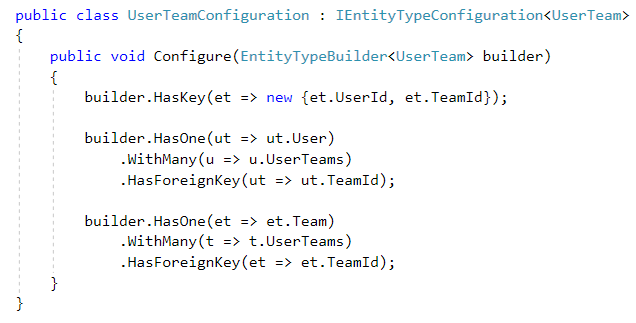 public class UserTeamConfiguration : IEntityTypeConfiguration<UserTeam>
{
    public void Configure(EntityTypeBuilder<UserTeam> builder)
    {
        builder.HasKey(et => new {et.UserId, et.TeamId});

        builder.HasOne(ut => ut.User)
            .WithMany(u => u.UserTeams)
            .HasForeignKey(ut => ut.TeamId);

        builder.HasOne(et => et.Team)
            .WithMany(t => t.UserTeams)
            .HasForeignKey(et => et.TeamId);
    }
}